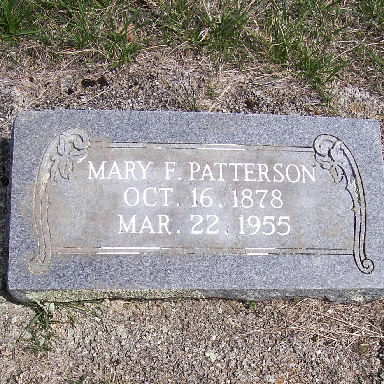 MARY F. PATTERSON
OCT. 16, 1878
MAR. 22, 1955